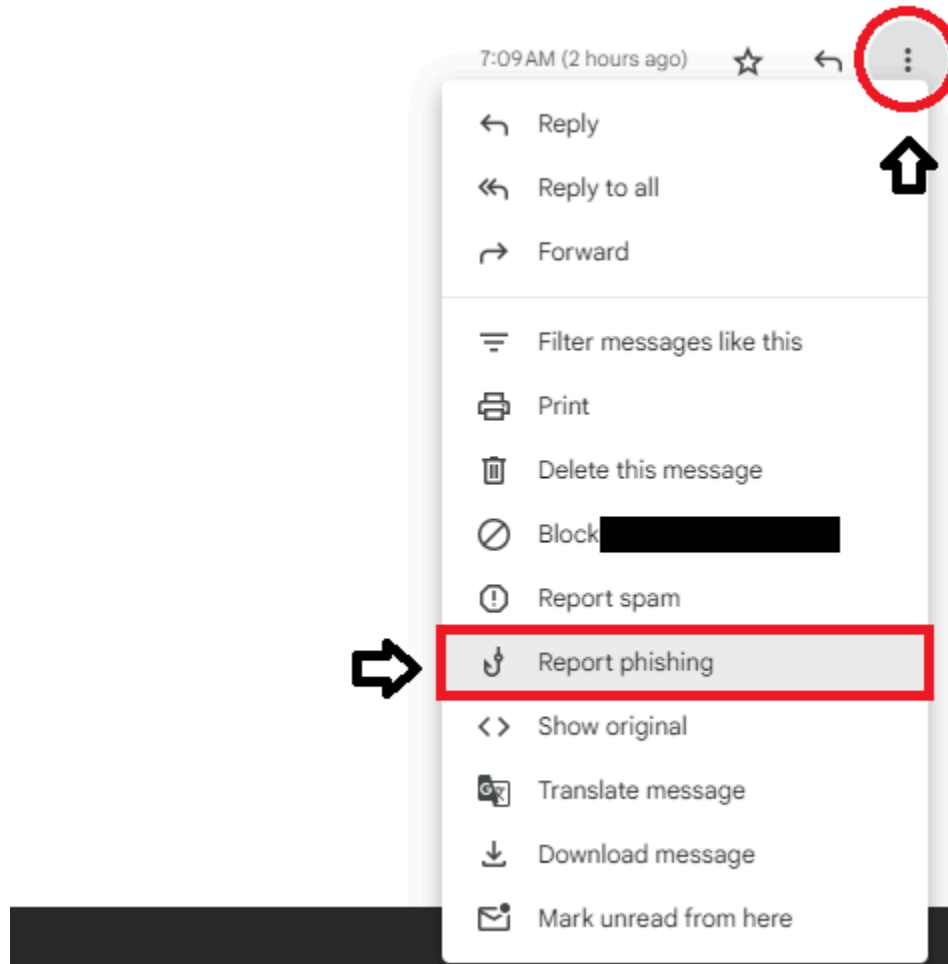 7:09 AM (2 hours ago)
Reply
Reply to all
Forward
Filter messages like this
Print
Delete this message
Block
Report spam
Report phishing
Show original
Translate message
Download message
Mark unread from here